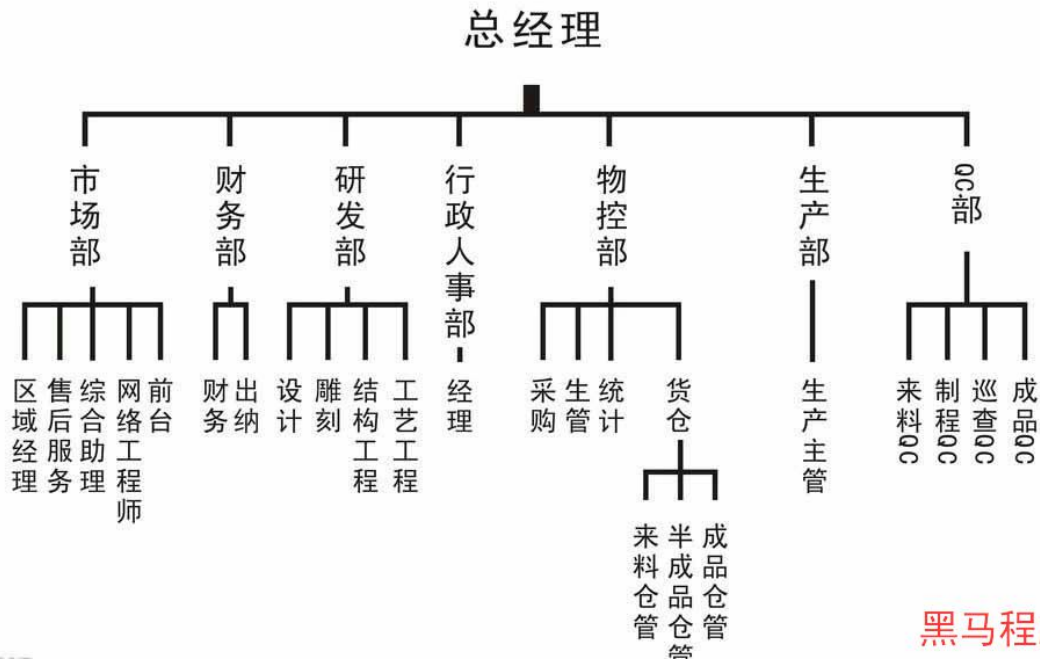 总经理
市场部
财务部
研发部
行政人事部
物控部
生产部
QC部
区域经理
售后服务
综合助理
网络工程师
前台
财务
出纳
设计
雕刻
结构工程
工艺工程
经理
采购
生管
统计
货仓
生产主管
来料QC
制程QC
巡查QC
成品QC
来料仓管
半成品仓管
成品仓管
黑马程